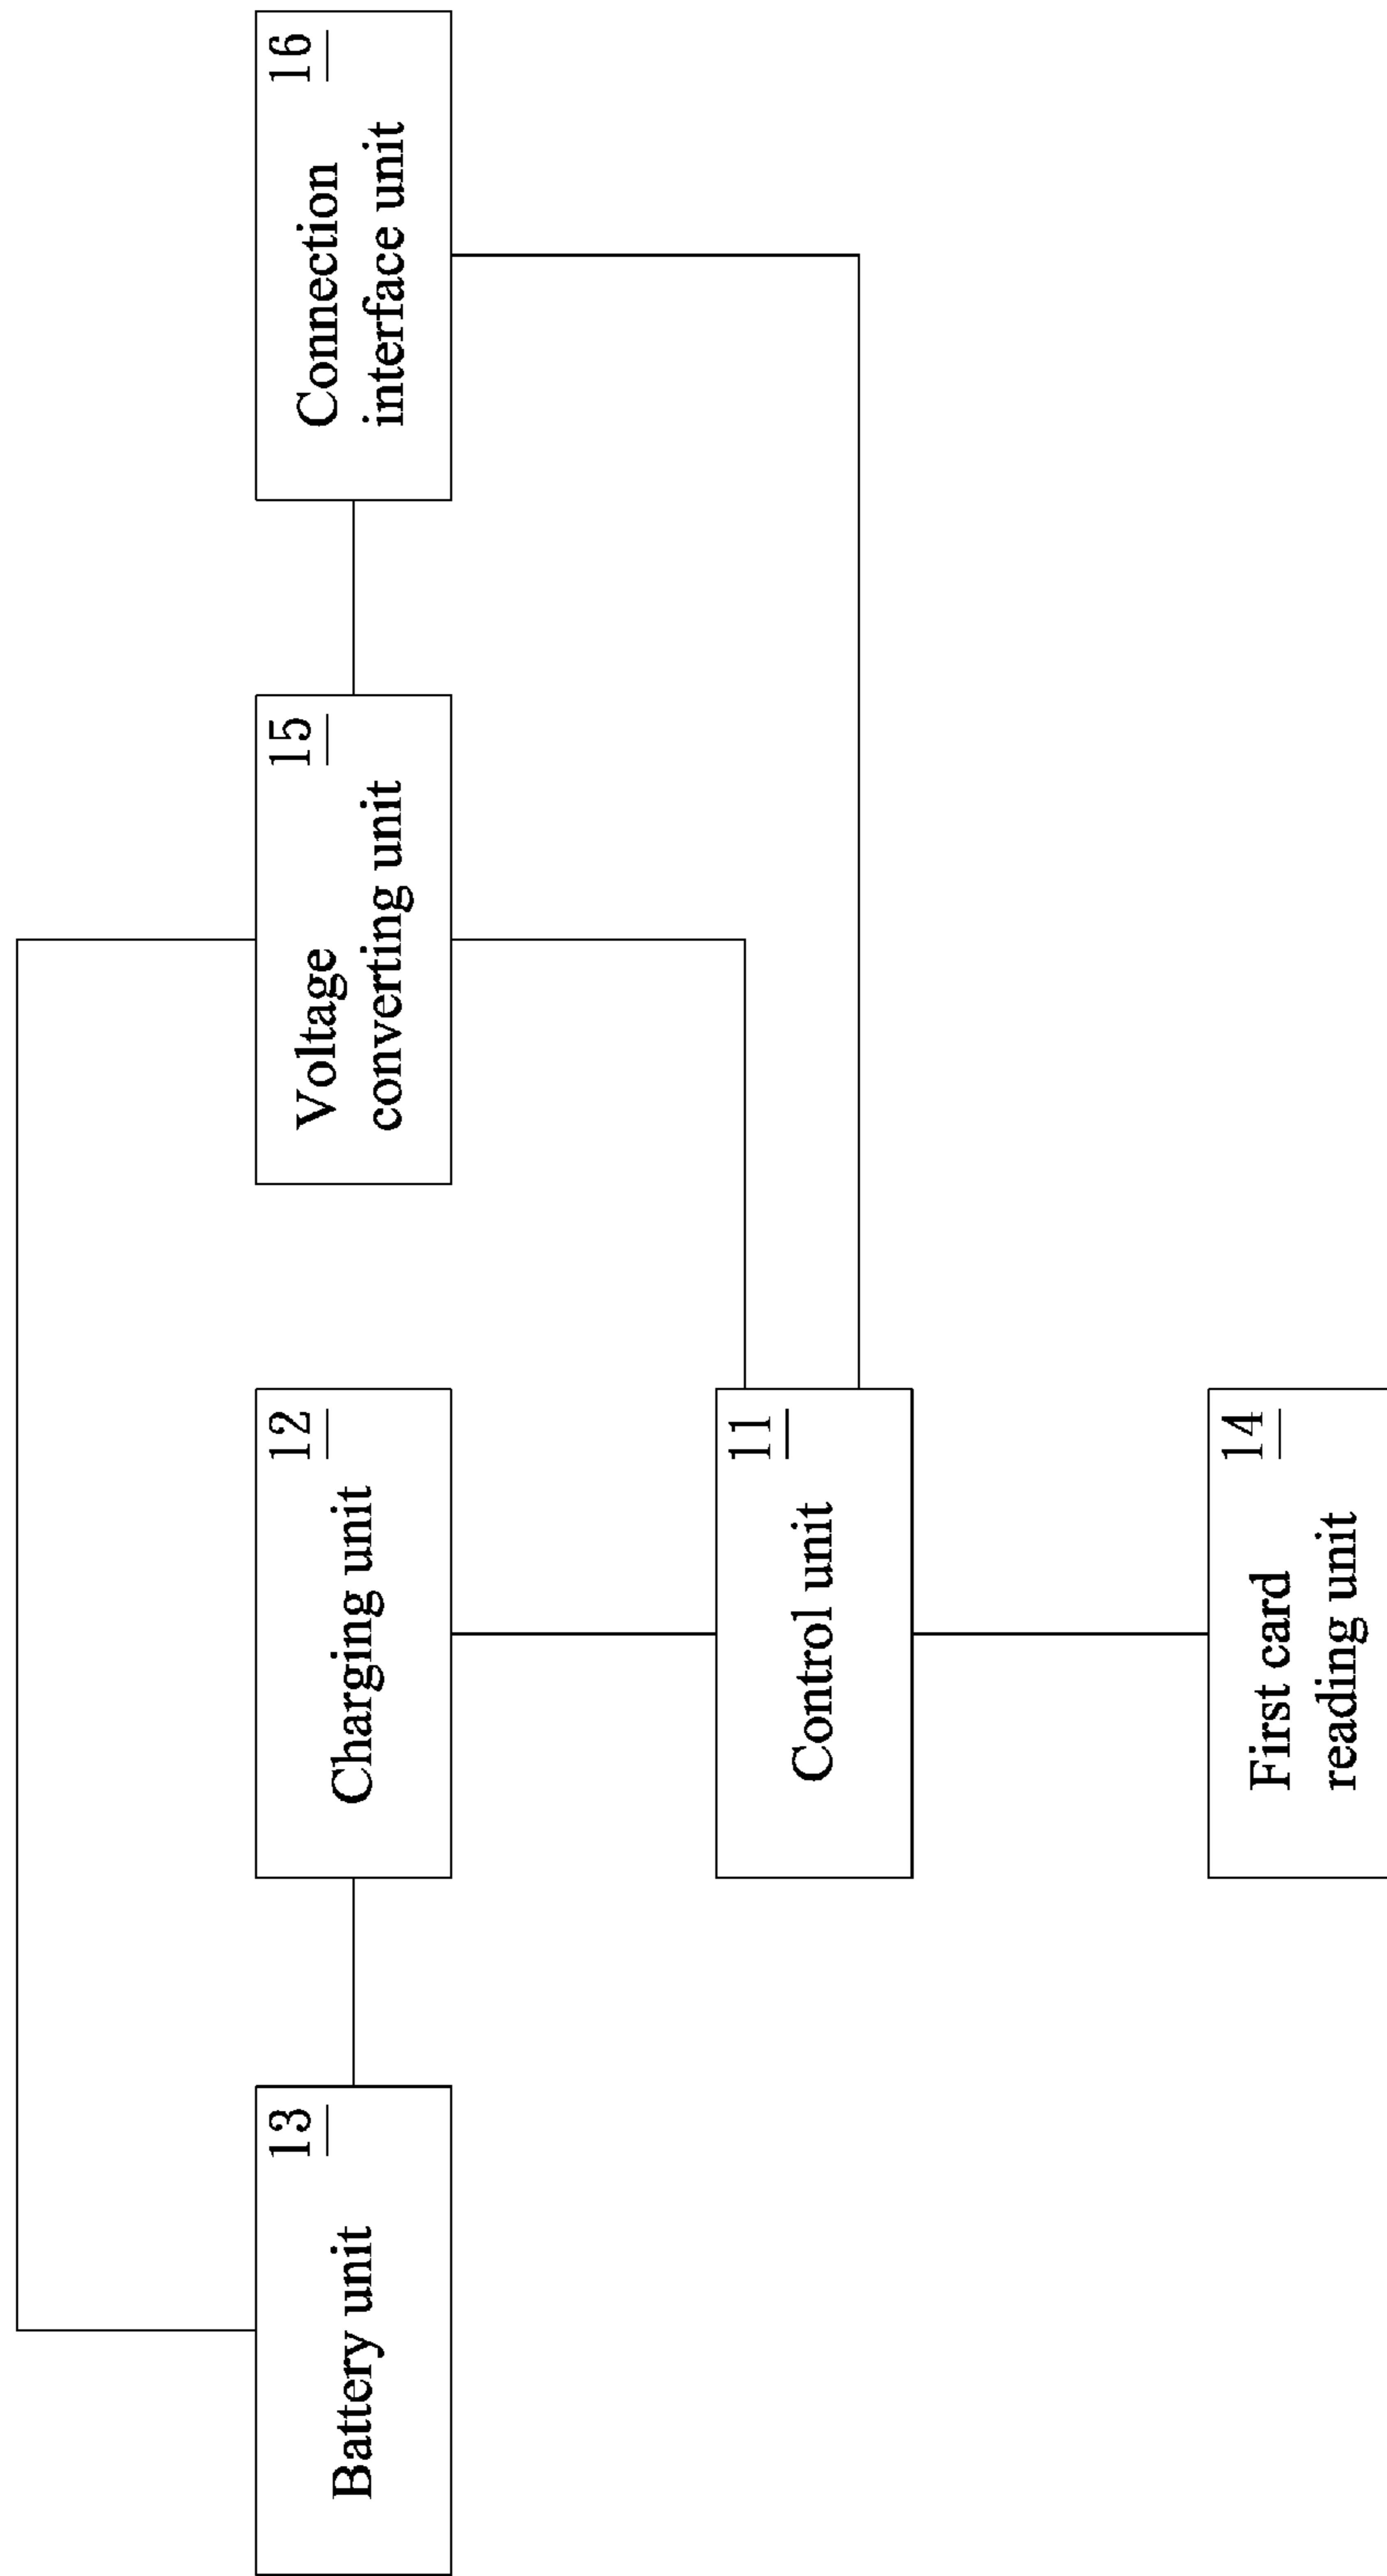 13
Battery unit
12
Charging unit
15
Voltage
converting unit
16
Connection
interface unit
11
Control unit
14
First card
reading unit